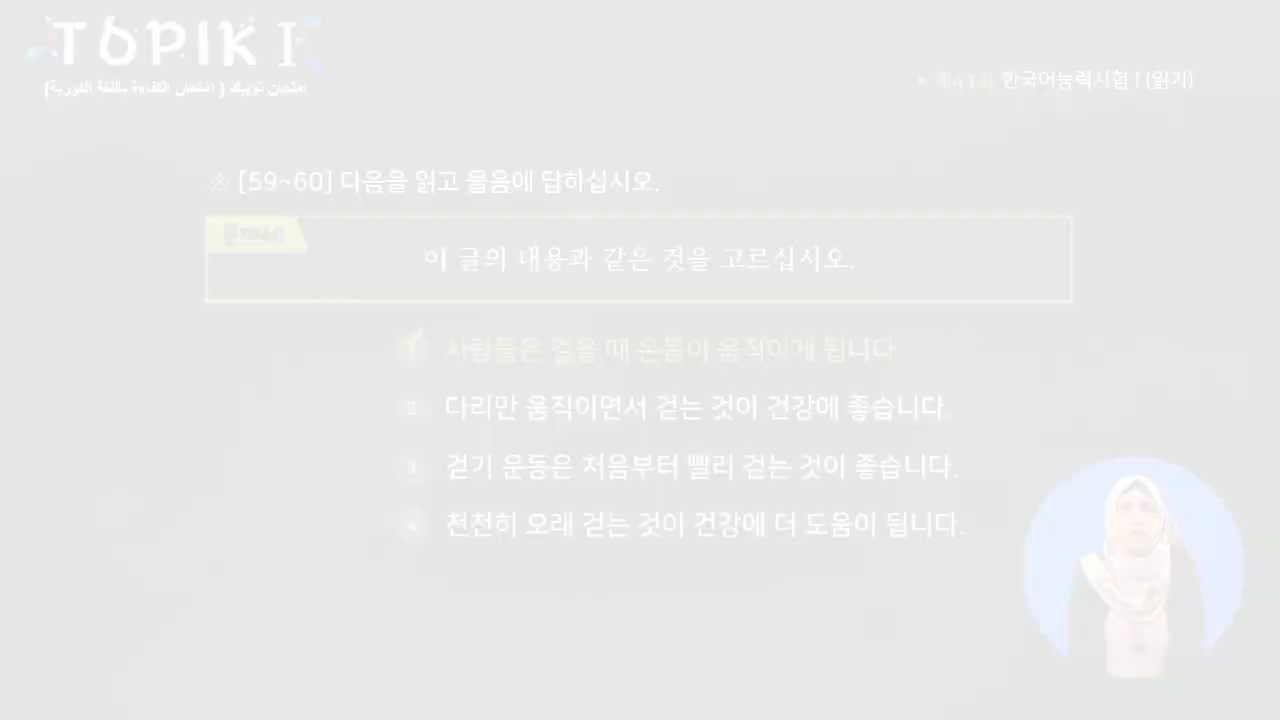 TOPIK I
امتحان توبيك ( امتحان الكفاءة باللغة الكورية)
한국어능력시험 I (읽기)
※ [59~60] 다음을 읽고 물음에 답하십시오.
문제40
이 글의 내용과 같은 것을 고르십시오.
사람들은 걸을 때 온몸이 움직이게 됩니다.
2 다리만 움직이면서 걷는 것이 건강에 좋습니다.
3 걷기 운동은 처음부터 빨리 걷는 것이 좋습니다.
4 천천히 오래 걷는 것이 건강에 더 도움이 됩니다.